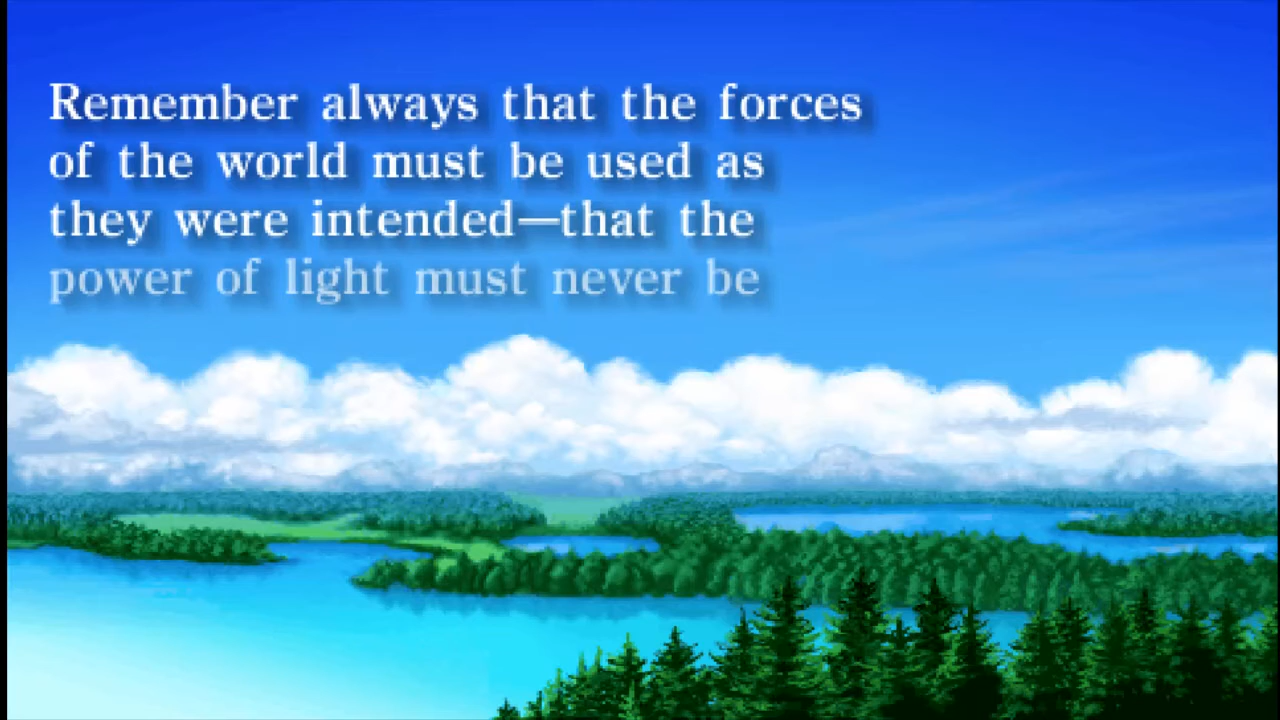 Remember always that the forces
of the world must be used as
they were intended—that the
power of light must never be